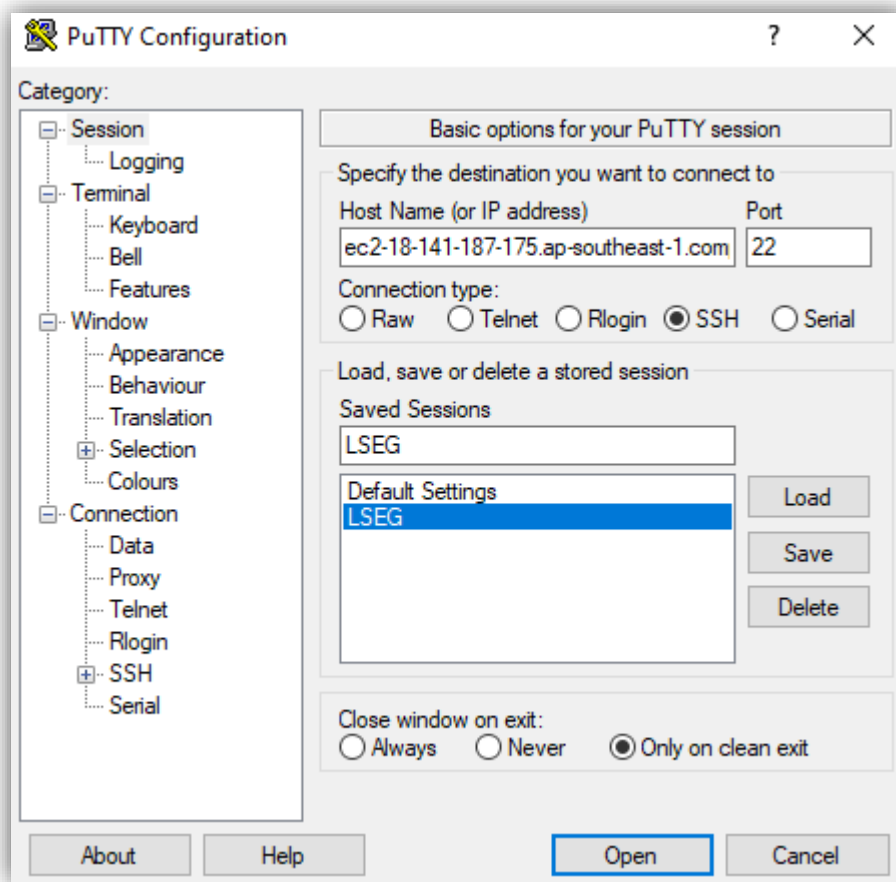 PuTTY Configuration ? ×
Category:
Session
Logging
Terminal
Keyboard
Bell
Features
Window
Appearance
Behaviour
Translation
Selection
Colours
Connection
Data
Proxy
Telnet
Rlogin
SSH
Serial
Basic options for your PuTTY session
Specify the destination you want to connect to
Host Name (or IP address) Port
ec2-18-141-187-175.ap-southeast-1.com 22
Connection type:
Raw Telnet Rlogin SSH Serial
Load, save or delete a stored session
Saved Sessions
LSEG
Default Settings
LSEG
Load
Save
Delete
Close window on exit:
Always Never Only on clean exit
About Help Open Cancel